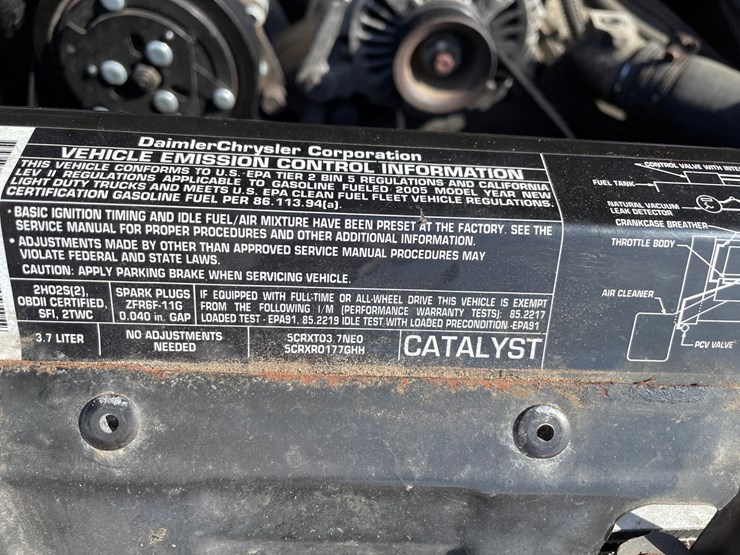 DaimlerChrysler Corporation
VEHICLE EMISSION CONTROL INFORMATION
THIS VEHICLE CONFORMS TO U.S. EPA TIER 2 BIN 5 REGULATIONS AND CALIFORNIA
LEV II REGULATIONS APPLICABLE TO GASOLINE FUELED 2005 MODEL YEAR NEW
LIGHT DUTY TRUCKS AND MEETS U.S. EPA CLEAN FUEL FLEET VEHICLE REGULATIONS.
CERTIFICATION GASOLINE FUEL PER 86.113.94(a).
• BASIC IGNITION TIMING AND IDLE FUEL/AIR MIXTURE HAVE BEEN PRESET AT THE FACTORY. SEE THE
SERVICE MANUAL FOR PROPER PROCEDURES AND OTHER ADDITIONAL INFORMATION.
• ADJUSTMENTS MADE BY OTHER THAN APPROVED SERVICE MANUAL PROCEDURES MAY
VIOLATE FEDERAL AND STATE LAWS.
CAUTION: APPLY PARKING BRAKE WHEN SERVICING VEHICLE.
2HO2S(2),
OBDII CERTIFIED,
SFI, 2TWC
SPARK PLUGS
ZFR6F-11G
0.040 in. GAP
IF EQUIPPED WITH FULL-TIME OR ALL-WHEEL DRIVE THIS VEHICLE IS EXEMPT
FROM THE FOLLOWING I/M (PERFORMANCE WARRANTY TESTS): 85.2217
LOADED TEST - EPA91, 85.2219 IDLE TEST WITH LOADED PRECONDITION -EPA91
3.7 LITER
NO ADJUSTMENTS
NEEDED
5CRXT03.7NE0
5CRXR0177GHH
CATALYST
CONTROL VALVE WITH
FUEL TANK
NATURAL VACUUM
LEAK DETECTOR
CRANKCASE BREATHER
THROTTLE BODY
AIR CLEANER
PCV VALVE